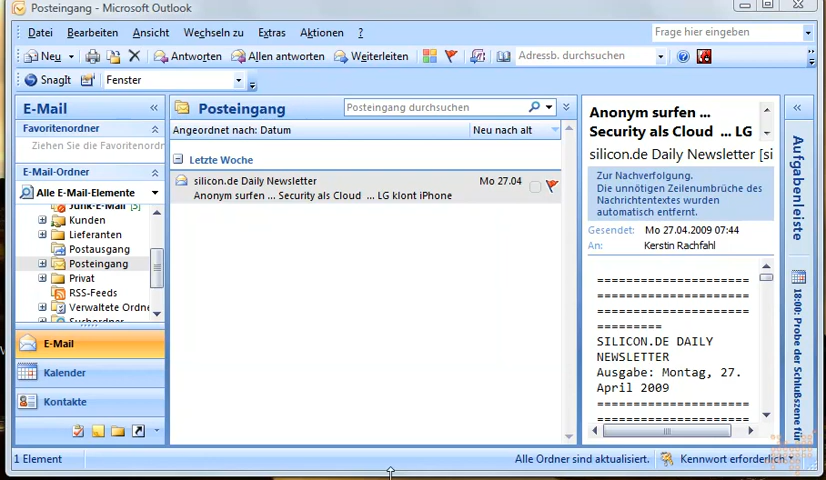 Posteingang - Microsoft Outlook
Datei Bearbeiten Ansicht Wechseln zu Extras Aktionen ? Frage hier eingeben
Neu Antworten Allen antworten Weiterleiten Adressb. durchsuchen
SnagIt Fenster
E-Mail «
Favoritenordner
Ziehen Sie die Favoritenordn
E-Mail-Ordner
Alle E-Mail-Elemente
Junk-E-Mail [5]
Kunden
Lieferanten
Postausgang
Posteingang
Privat
RSS-Feeds
Verwaltete Ordne
Suchordner
E-Mail
Kalender
Kontakte
Posteingang Posteingang durchsuchen
Angeordnet nach: Datum Neu nach alt
Letzte Woche
silicon.de Daily Newsletter Mo 27.04
Anonym surfen ... Security als Cloud ... LG klont iPhone
Anonym surfen ...
Security als Cloud ... LG
silicon.de Daily Newsletter [si
Zur Nachverfolgung.
Die unnötigen Zeilenumbrüche des
Nachrichtentextes wurden
automatisch entfernt.
Gesendet: Mo 27.04.2009 07:44
An: Kerstin Rachfahl
====================
====================
====================
=========
SILICON.DE DAILY
NEWSLETTER
Ausgabe: Montag, 27.
April 2009
====================
====================
«
Aufgabenleiste
18:00: Probe der Schlußszene für
1 Element Alle Ordner sind aktualisiert. Kennwort erforderlich